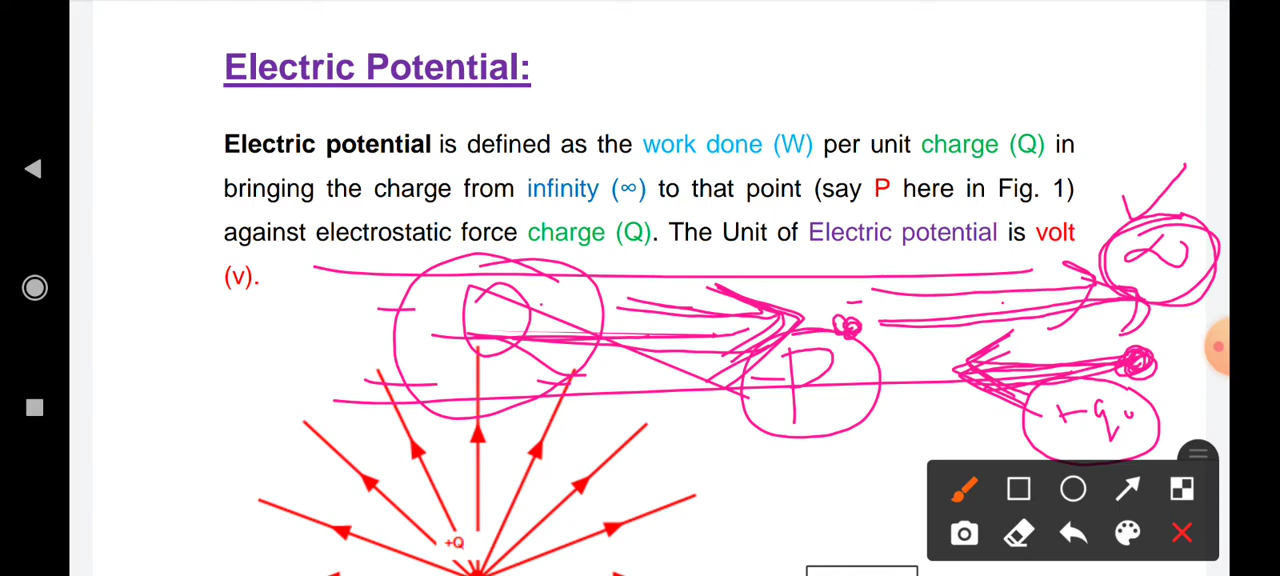 Electric Potential:
Electric potential is defined as the work done (W) per unit charge (Q) in
bringing the charge from infinity (∞) to that point (say P here in Fig. 1)
against electrostatic force charge (Q). The Unit of Electric potential is volt
(v).
∞
P
+q.
+Q